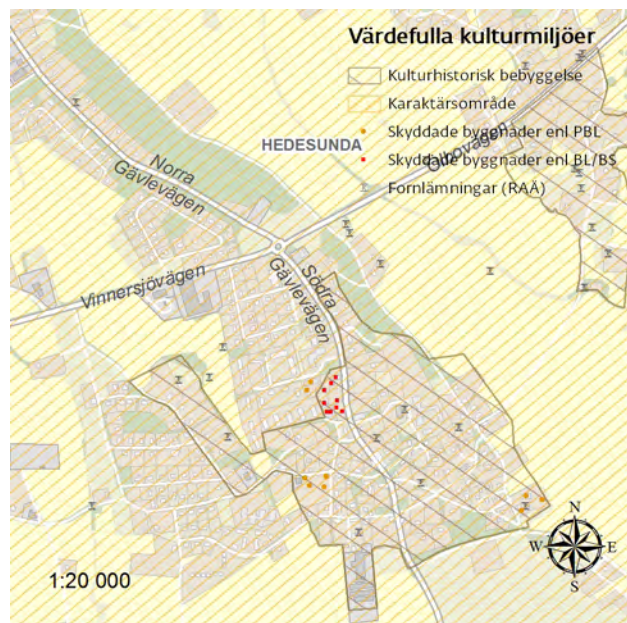 Värdefulla kulturmiljöer
Kulturhistorisk bebyggelse
Karaktärsområde
Skyddade byggnader enl PBL
HEDESUNDA
Ölbovägen
Skyddade byggnader enl BL/BS
Fornlämningar (RAÄ)
Norra
Gävlevägen
Södra
Gävlevägen
Vinnersjövägen
N
W
E
S
1:20 000